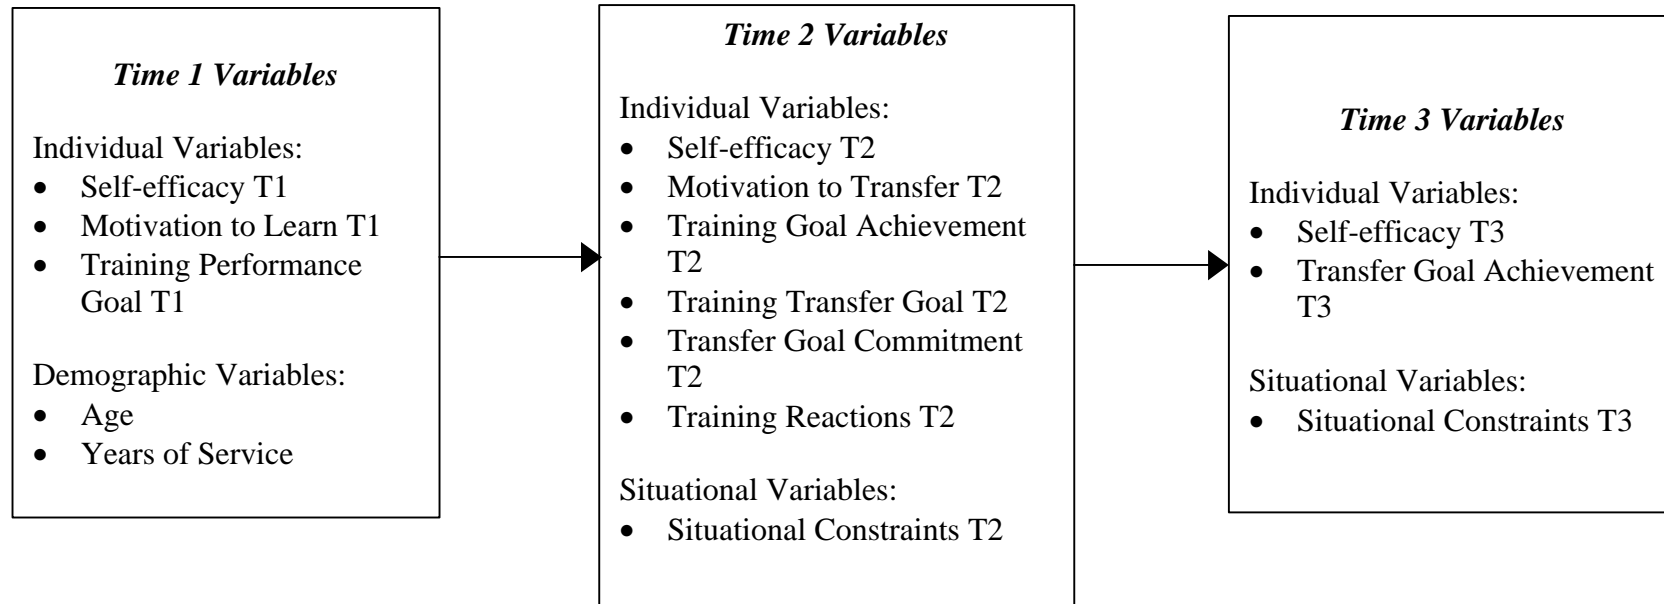 Time 1 Variables
Individual Variables:
• Self-efficacy T1
• Motivation to Learn T1
• Training Performance
Goal T1
Demographic Variables:
• Age
• Years of Service
Time 2 Variables
Individual Variables:
• Self-efficacy T2
• Motivation to Transfer T2
• Training Goal Achievement
T2
• Training Transfer Goal T2
• Transfer Goal Commitment
T2
• Training Reactions T2
Situational Variables:
• Situational Constraints T2
Time 3 Variables
Individual Variables:
• Self-efficacy T3
• Transfer Goal Achievement
T3
Situational Variables:
• Situational Constraints T3